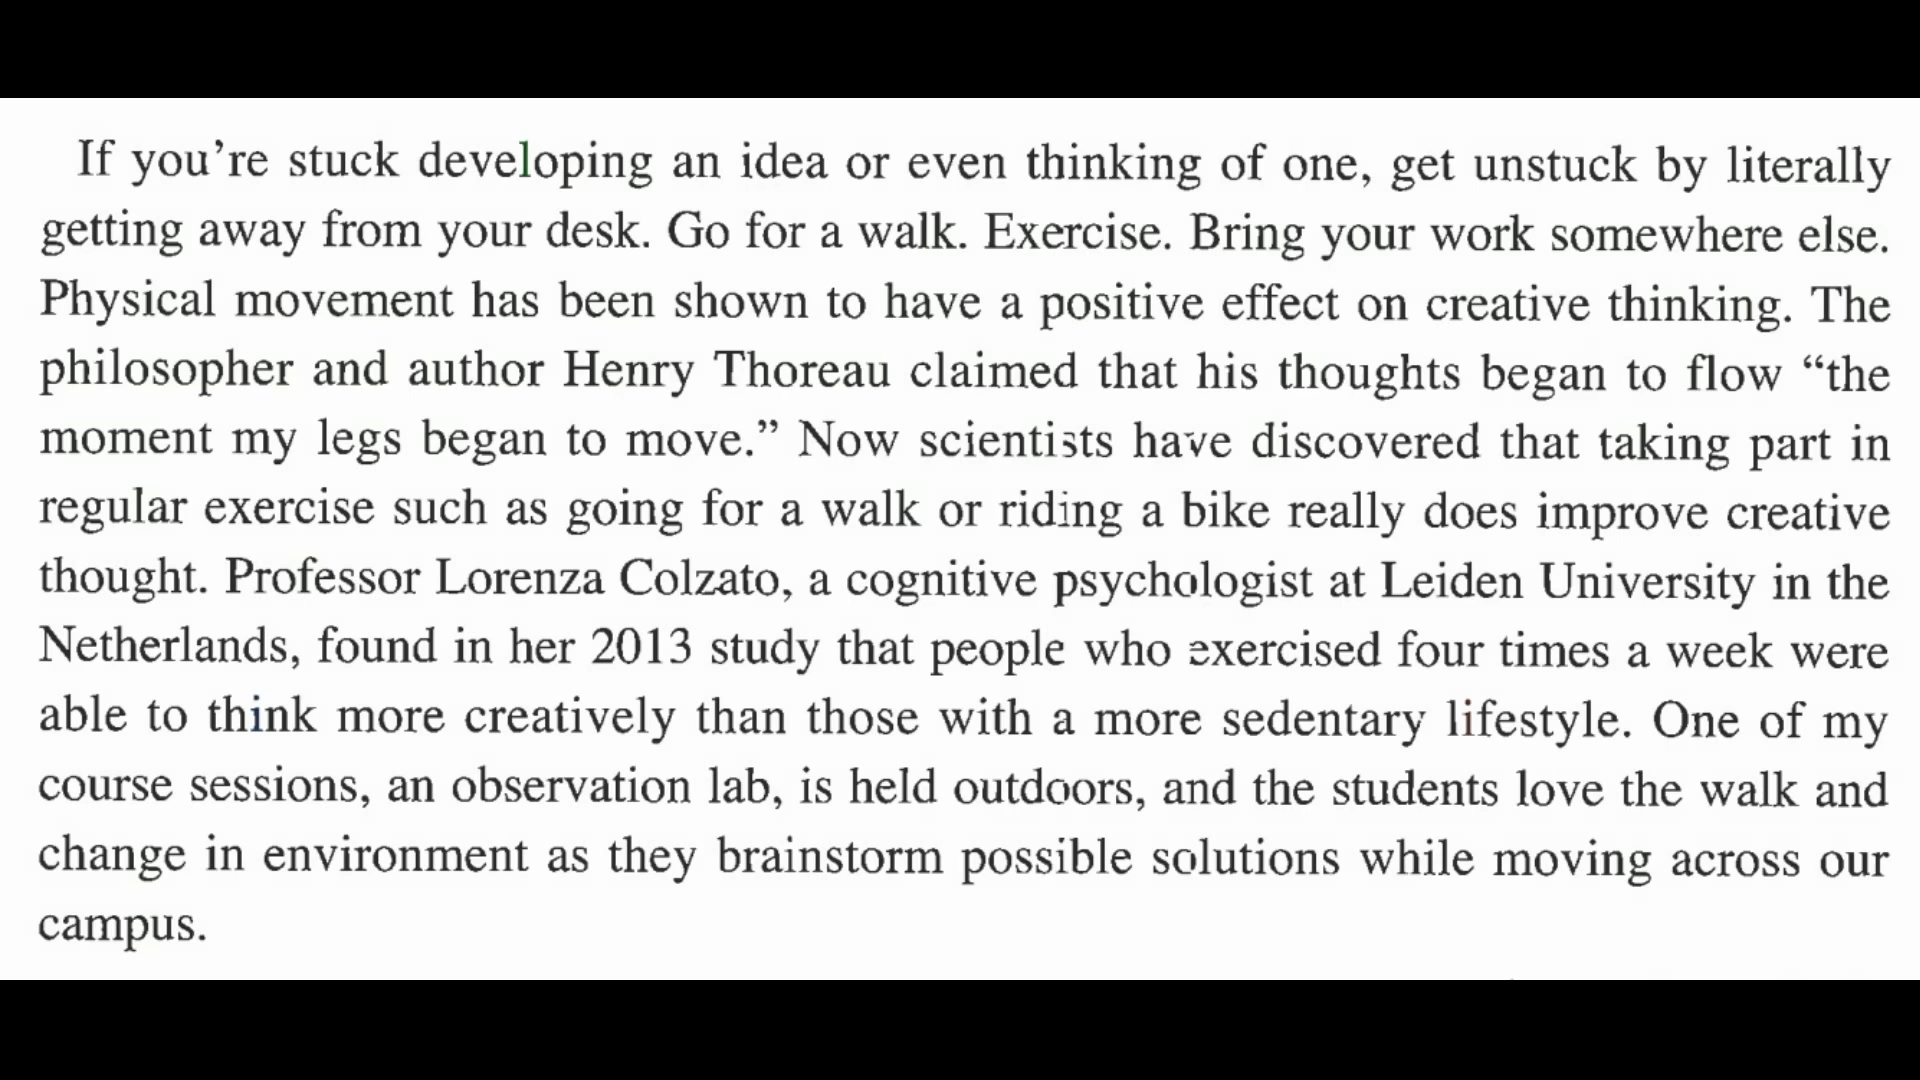 If you're stuck developing an idea or even thinking of one, get unstuck by literally
getting away from your desk. Go for a walk. Exercise. Bring your work somewhere else.
Physical movement has been shown to have a positive effect on creative thinking. The
philosopher and author Henry Thoreau claimed that his thoughts began to flow “the
moment my legs began to move.” Now scientists have discovered that taking part in
regular exercise such as going for a walk or riding a bike really does improve creative
thought. Professor Lorenza Colzato, a cognitive psychologist at Leiden University in the
Netherlands, found in her 2013 study that people who exercised four times a week were
able to think more creatively than those with a more sedentary lifestyle. One of my
course sessions, an observation lab, is held outdoors, and the students love the walk and
change in environment as they brainstorm possible solutions while moving across our
campus.